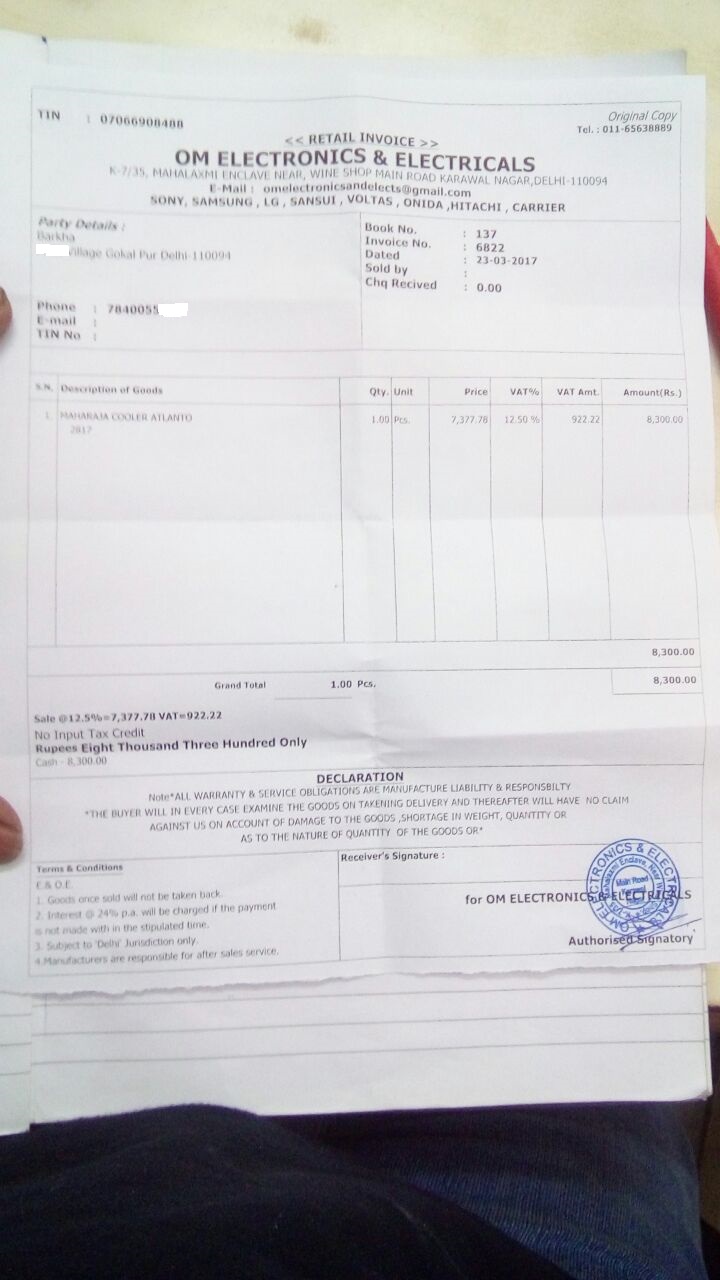 TIN : 07066908488
Original Copy
Tel. : 011-65638889
<< RETAIL INVOICE >>
OM ELECTRONICS & ELECTRICALS
K-7/35, MAHALAXMI ENCLAVE NEAR, WINE SHOP MAIN ROAD KARAWAL NAGAR,DELHI-110094
E-Mail : omelectronicsandelects@gmail.com
SONY, SAMSUNG , LG , SANSUI , VOLTAS , ONIDA ,HITACHI , CARRIER
Party Details :
Barkha
village Gokal Pur Delhi-110094
Phone : 7840055
E-mail :
TIN No :
Book No. : 137
Invoice No. : 6822
Dated : 23-03-2017
Sold by :
Chq Recived : 0.00
S.N. Description of Goods Qty. Unit Price VAT% VAT Amt. Amount(Rs.)
1. MAHARAJA COOLER ATLANTO 1.00 Pcs. 7,377.78 12.50 % 922.22 8,300.00
2817
8,300.00
Grand Total 1.00 Pcs. 8,300.00
Sale @12.5%=7,377.78 VAT=922.22
No Input Tax Credit
Rupees Eight Thousand Three Hundred Only
Cash - 8,300.00
DECLARATION
Note*ALL WARRANTY & SERVICE OBLIGATIONS ARE MANUFACTURE LIABILITY & RESPONSBILTY
*THE BUYER WILL IN EVERY CASE EXAMINE THE GOODS ON TAKENING DELIVERY AND THEREAFTER WILL HAVE NO CLAIM
AGAINST US ON ACCOUNT OF DAMAGE TO THE GOODS ,SHORTAGE IN WEIGHT, QUANTITY OR
AS TO THE NATURE OF QUANTITY OF THE GOODS OR*
Terms & Conditions
E.& O.E.
1. Goods once sold will not be taken back.
2. Interest @ 24% p.a. will be charged if the payment
is not made with in the stipulated time.
3. Subject to 'Delhi' Jurisdiction only.
4.Manufacturers are responsible for after sales service.
Receiver's Signature :
for OM ELECTRONICS & ELECTRICALS
Authorised Signatory
OM ELECTRONICS & ELECTRICALS
Mahalaxmi Enclave, Near
Main Road